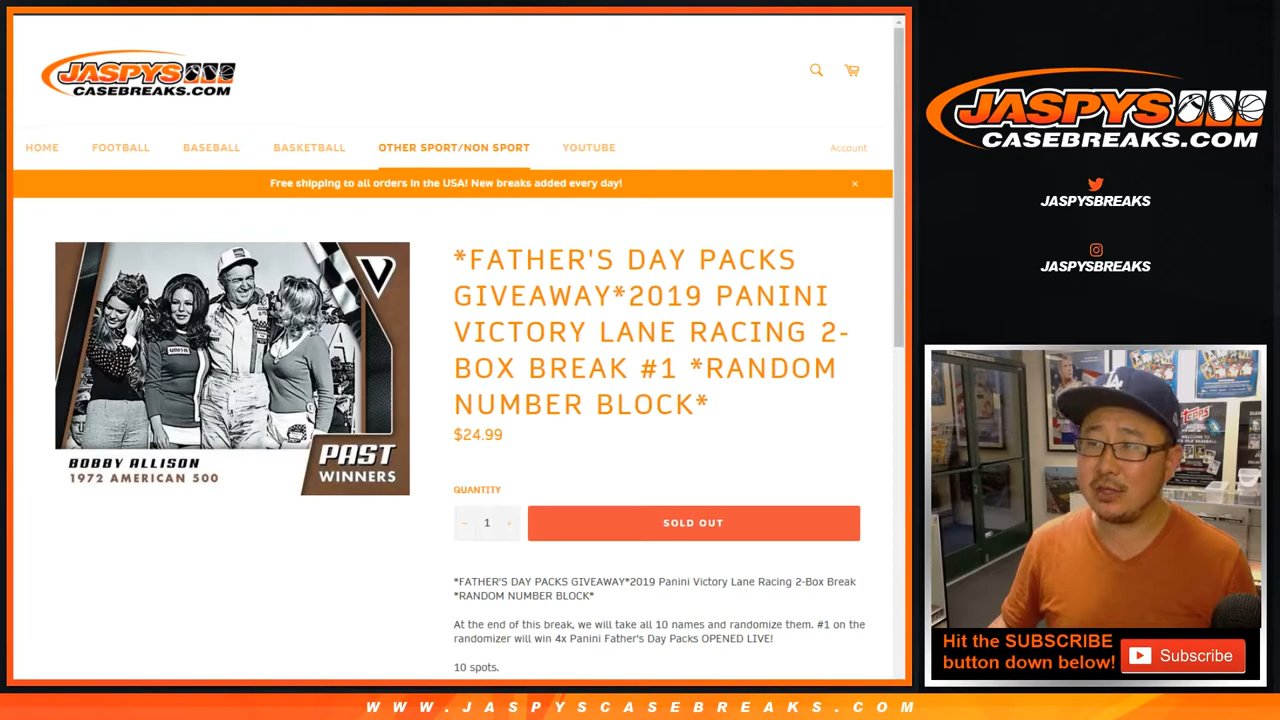 JASPYS
CASEBREAKS.COM
HOME
FOOTBALL
BASEBALL
BASKETBALL
OTHER SPORT/NON SPORT
YOUTUBE
Account
Free shipping to all orders in the USA! New breaks added every day!
×
V
BOBBY ALLISON
1972 AMERICAN 500
PAST
WINNERS
*FATHER'S DAY PACKS
GIVEAWAY*2019 PANINI
VICTORY LANE RACING 2-
BOX BREAK #1 *RANDOM
NUMBER BLOCK*
$24.99
QUANTITY
− 1 +
SOLD OUT
*FATHER'S DAY PACKS GIVEAWAY*2019 Panini Victory Lane Racing 2-Box Break
*RANDOM NUMBER BLOCK*
At the end of this break, we will take all 10 names and randomize them. #1 on the
randomizer will win 4x Panini Father's Day Packs OPENED LIVE!
10 spots.
JASPYS
CASEBREAKS.COM
JASPYSBREAKS
JASPYSBREAKS
LA
Topps
Hit the SUBSCRIBE
button down below!
Subscribe
WWW.JASPYSCASEBREAKS.COM